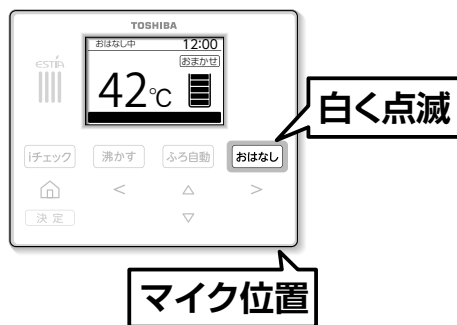 TOSHIBA
おはなし中 12:00
ESTÍA
おまかせ
42℃
白く点滅
iチェック 沸かす ふろ自動 おはなし
< △ >
決定 ▽
マイク位置